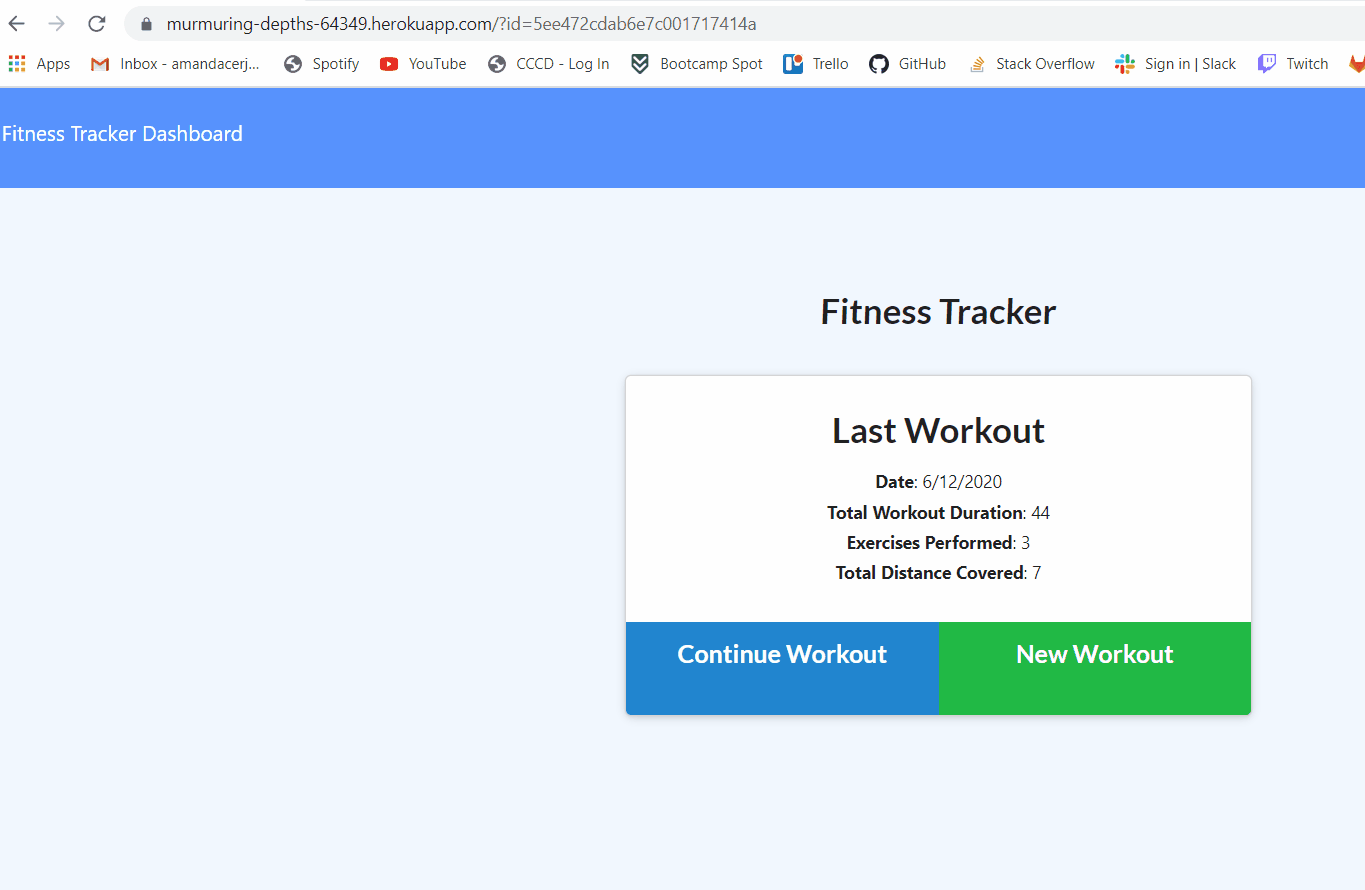 murmuring-depths-64349.herokuapp.com/?id=5ee472cdab6e7c001717414a
Apps Inbox - amandacerj... Spotify YouTube CCCD - Log In Bootcamp Spot Trello GitHub Stack Overflow Sign in | Slack Twitch
Fitness Tracker Dashboard
Fitness Tracker
Last Workout
Date: 6/12/2020
Total Workout Duration: 44
Exercises Performed: 3
Total Distance Covered: 7
Continue Workout New Workout